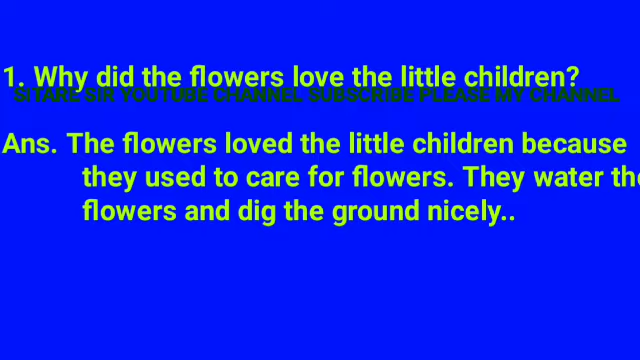 1. Why did the flowers love the little children?
SITARE SIR YOUTUBE CHANNEL SUBSCRIBE PLEASE MY CHANNEL
Ans. The flowers loved the little children because
they used to care for flowers. They water the
flowers and dig the ground nicely..